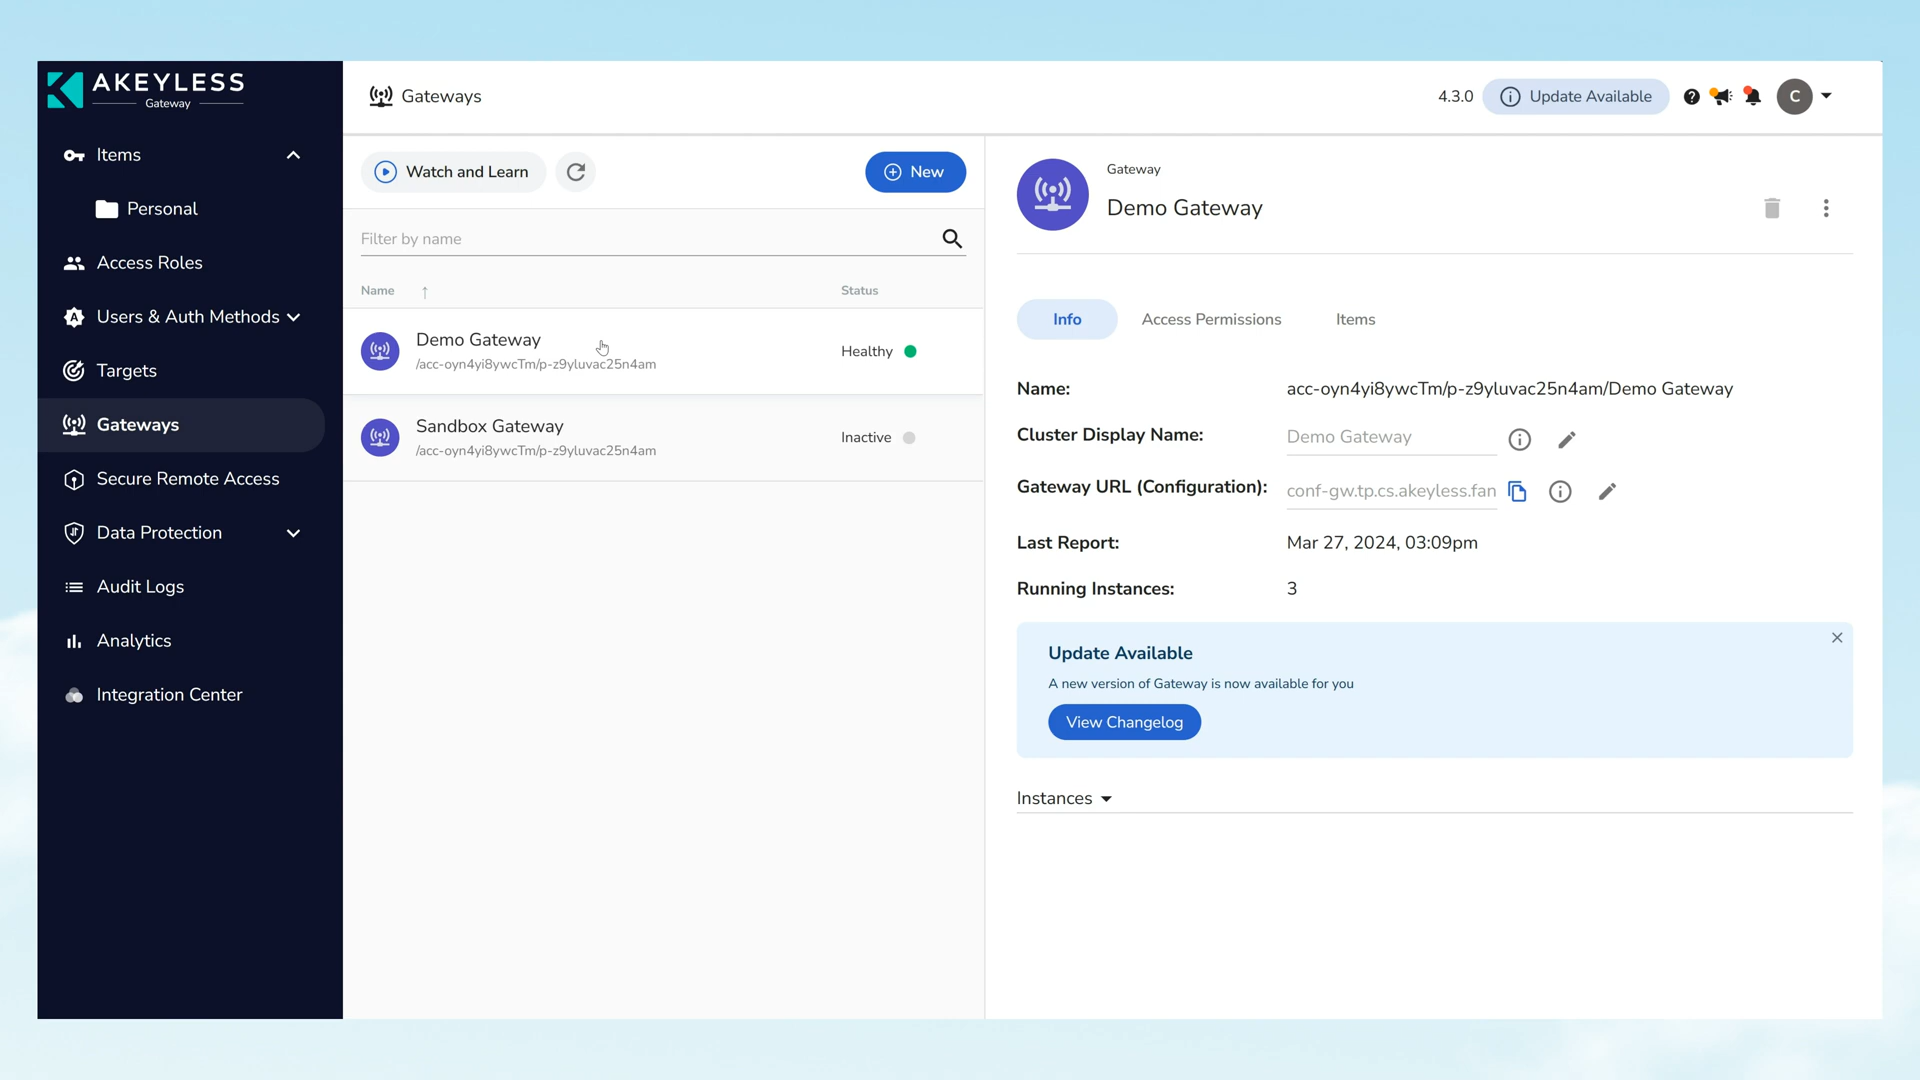 AKEYLESS
Gateway
Items
Personal
Access Roles
Users & Auth Methods
Targets
Gateways
Secure Remote Access
Data Protection
Audit Logs
Analytics
Integration Center
Gateways
4.3.0
Update Available
C
Watch and Learn
New
Filter by name
Name
Status
Demo Gateway
/acc-oyn4yi8ywcTm/p-z9yluvac25n4am
Healthy
Sandbox Gateway
/acc-oyn4yi8ywcTm/p-z9yluvac25n4am
Inactive
Gateway
Demo Gateway
Info
Access Permissions
Items
Name: acc-oyn4yi8ywcTm/p-z9yluvac25n4am/Demo Gateway
Cluster Display Name: Demo Gateway
Gateway URL (Configuration): conf-gw.tp.cs.akeyless.fan
Last Report: Mar 27, 2024, 03:09pm
Running Instances: 3
Update Available
A new version of Gateway is now available for you
View Changelog
Instances